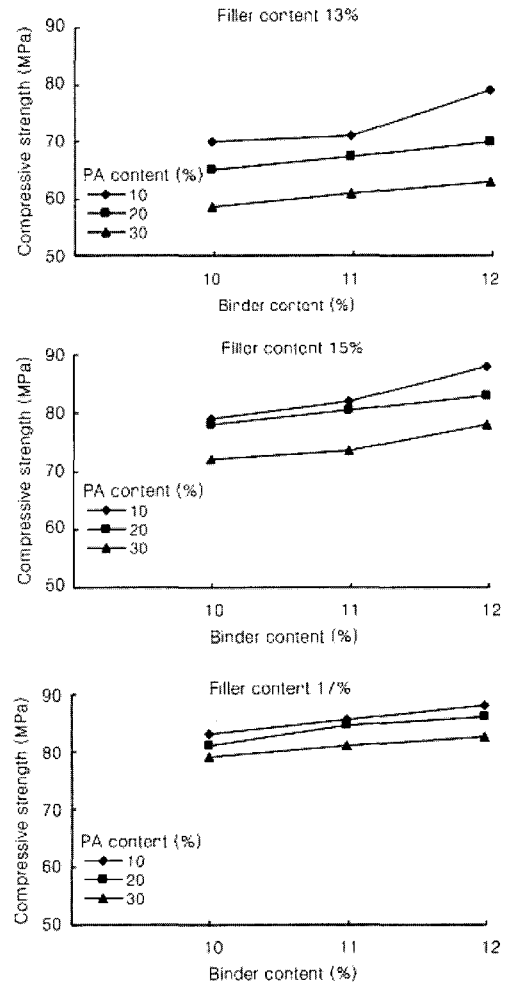 Filler content 13%
90
80
70
60
50
Compressive strength (MPa)
PA content (%)
10
20
30
10
11
12
Binder content (%)
Filler content 15%
90
80
70
60
50
Compressive strength (MPa)
PA content (%)
10
20
30
10
11
12
Binder content (%)
Filler content 17%
90
80
70
60
50
Compressive strength (MPa)
PA content (%)
10
20
30
10
11
12
Binder content (%)